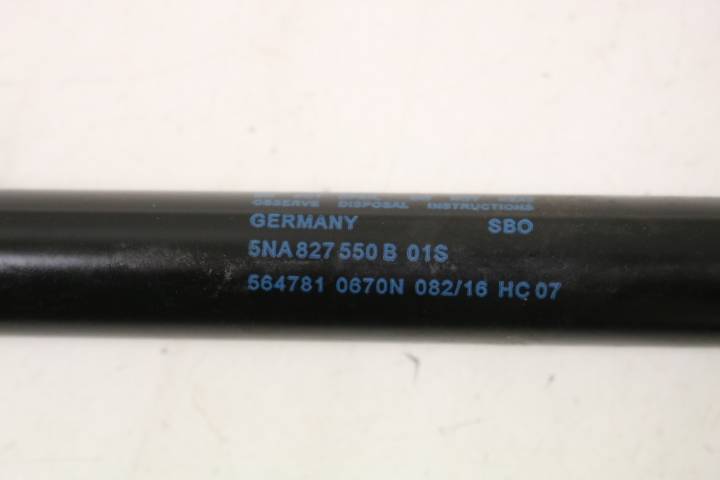 OBSERVE DISPOSAL INSTRUCTIONS
GERMANY SBO
5NA 827 550 B 01S
564781 0670N 082/16 HC 07